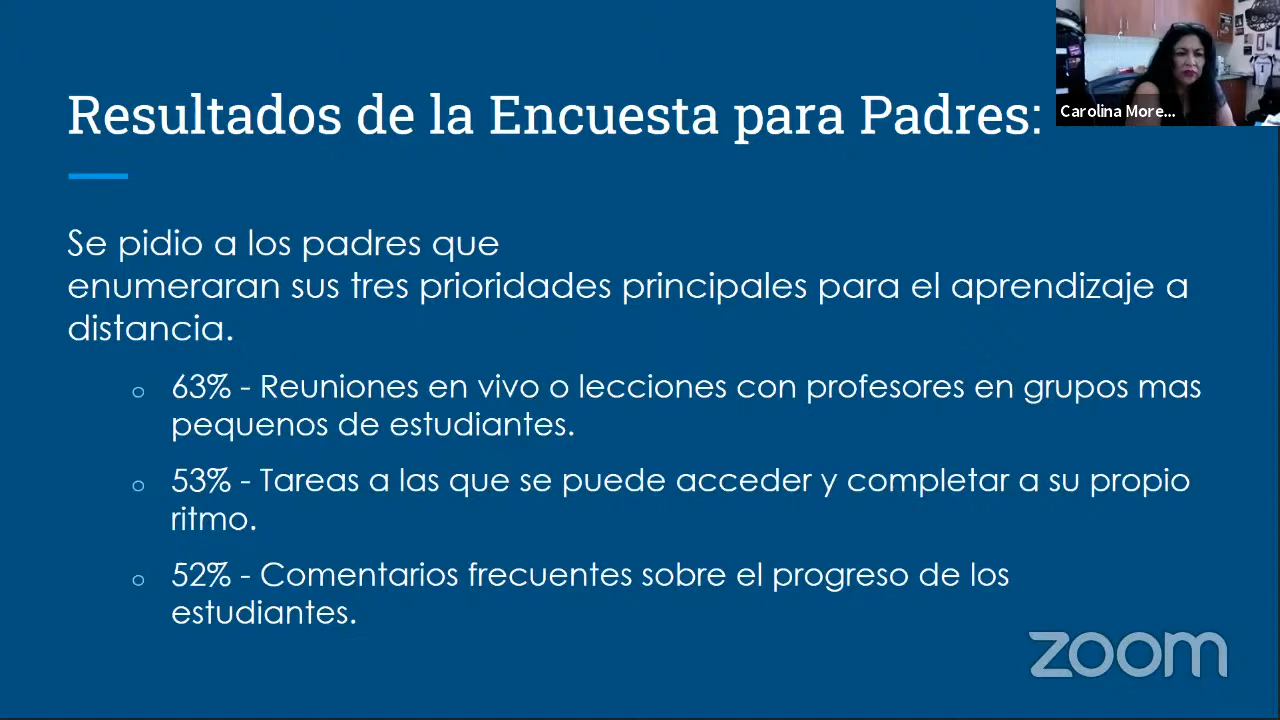 Resultados de la Encuesta para Padres:
Carolina More...
Se pidio a los padres que
enumeraran sus tres prioridades principales para el aprendizaje a
distancia.
o 63% - Reuniones en vivo o lecciones con profesores en grupos mas
pequenos de estudiantes.
o 53% - Tareas a las que se puede acceder y completar a su propio
ritmo.
o 52% - Comentarios frecuentes sobre el progreso de los
estudiantes.
zoom